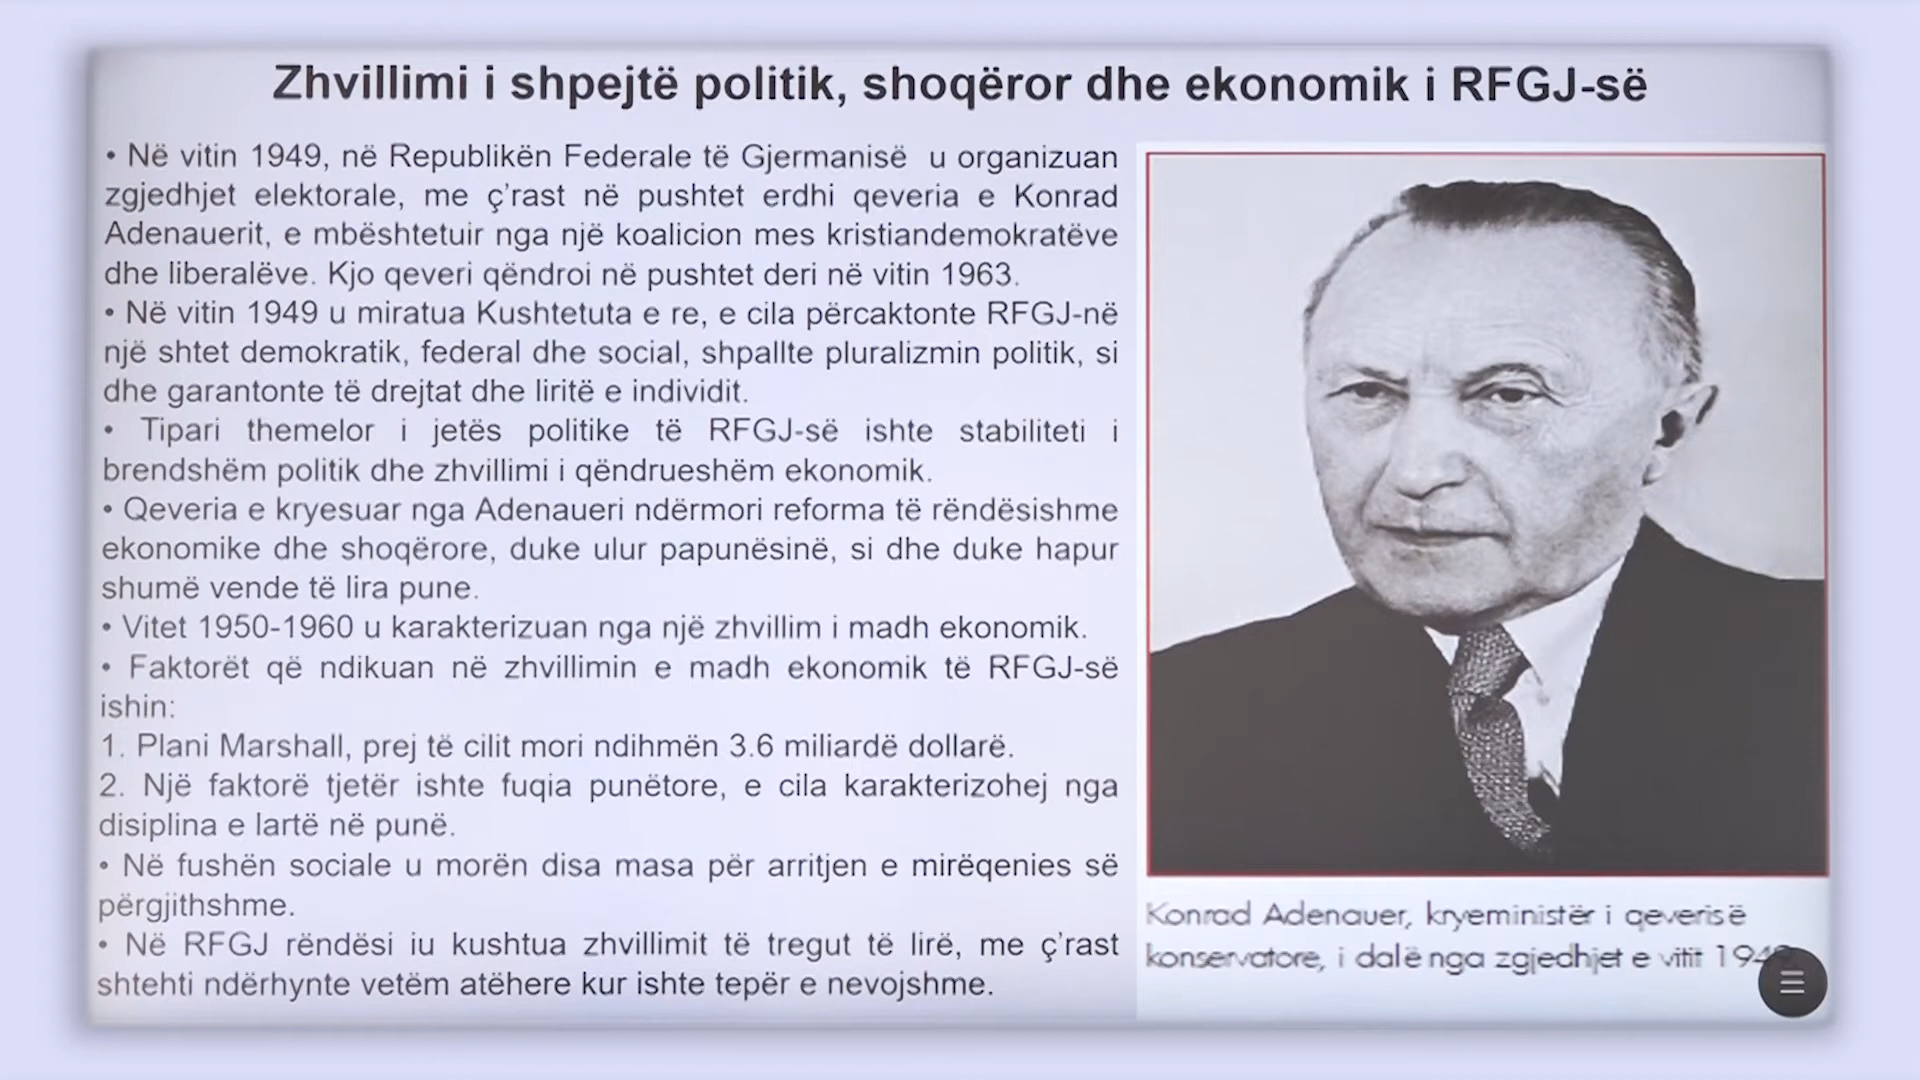 Zhvillimi i shpejtë politik, shoqëror dhe ekonomik i RFGJ-së
• Në vitin 1949, në Republikën Federale të Gjermanisë u organizuan
zgjedhjet elektorale, me ç’rast në pushtet erdhi qeveria e Konrad
Adenauerit, e mbështetuir nga një koalicion mes kristiandemokratëve
dhe liberalëve. Kjo qeveri qëndroi në pushtet deri në vitin 1963.
• Në vitin 1949 u miratua Kushtetuta e re, e cila përcaktonte RFGJ-në
një shtet demokratik, federal dhe social, shpallte pluralizmin politik, si
dhe garantonte të drejtat dhe liritë e individit.
• Tipari themelor i jetës politike të RFGJ-së ishte stabiliteti i
brendshëm politik dhe zhvillimi i qëndrueshëm ekonomik.
• Qeveria e kryesuar nga Adenaueri ndërmori reforma të rëndësishme
ekonomike dhe shoqërore, duke ulur papunësinë, si dhe duke hapur
shumë vende të lira pune.
• Vitet 1950-1960 u karakterizuan nga një zhvillim i madh ekonomik.
• Faktorët që ndikuan në zhvillimin e madh ekonomik të RFGJ-së
ishin:
1. Plani Marshall, prej të cilit mori ndihmën 3.6 miliardë dollarë.
2. Një faktorë tjetër ishte fuqia punëtore, e cila karakterizohej nga
disiplina e lartë në punë.
• Në fushën sociale u morën disa masa për arritjen e mirëqenies së
përgjithshme.
• Në RFGJ rëndësi iu kushtua zhvillimit të tregut të lirë, me ç’rast
shtehti ndërhynte vetëm atëhere kur ishte tepër e nevojshme.
Konrad Adenauer, kryeministër i qeverisë
konservatore, i dalë nga zgjedhjet e vitit 1949